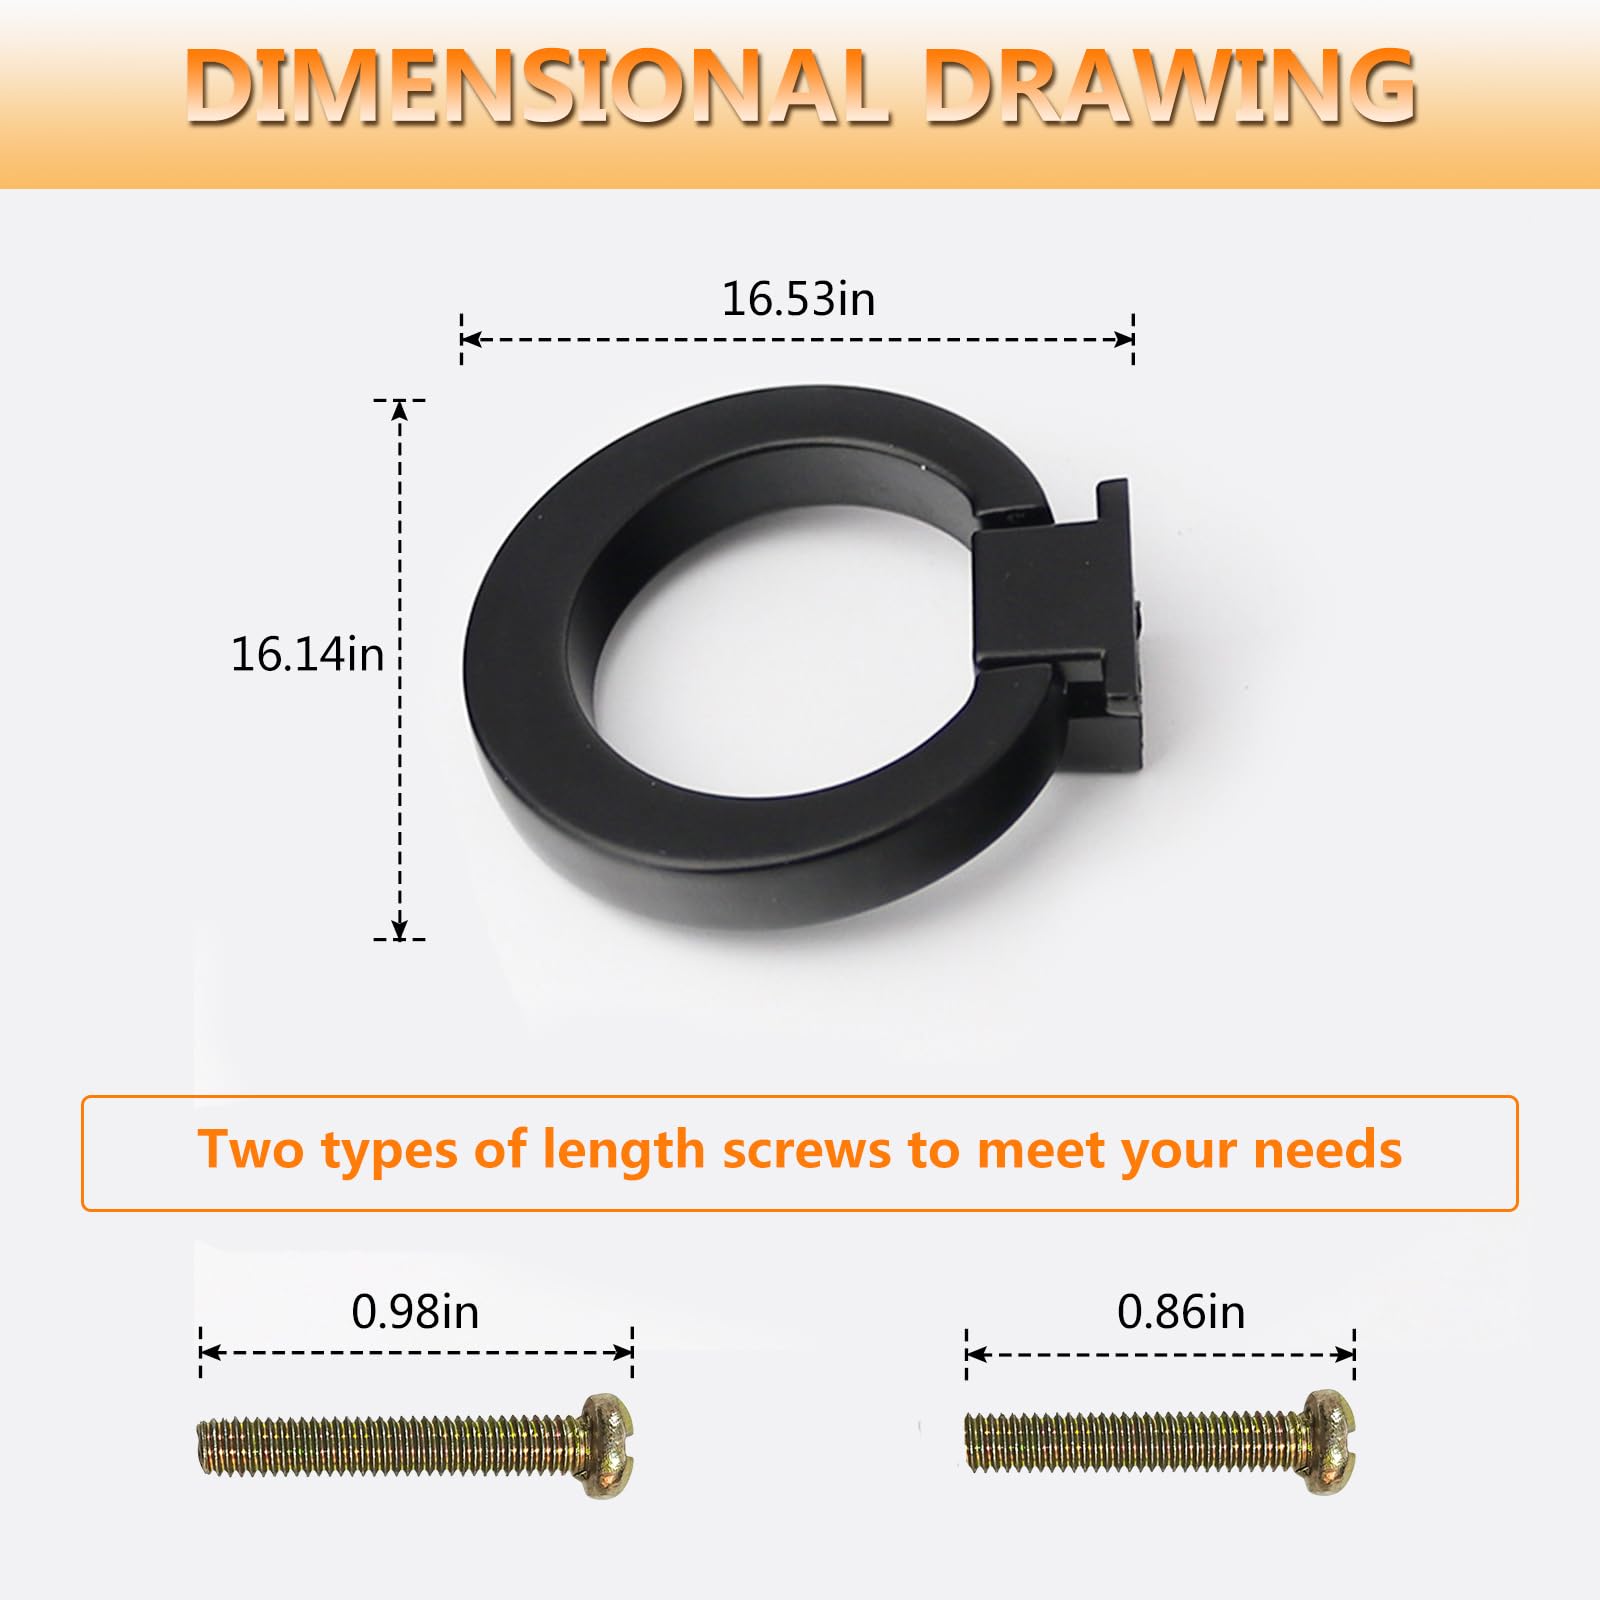 DIMENSIONAL DRAWING
16.53in
16.14in
Two types of length screws to meet your needs
0.98in
0.86in